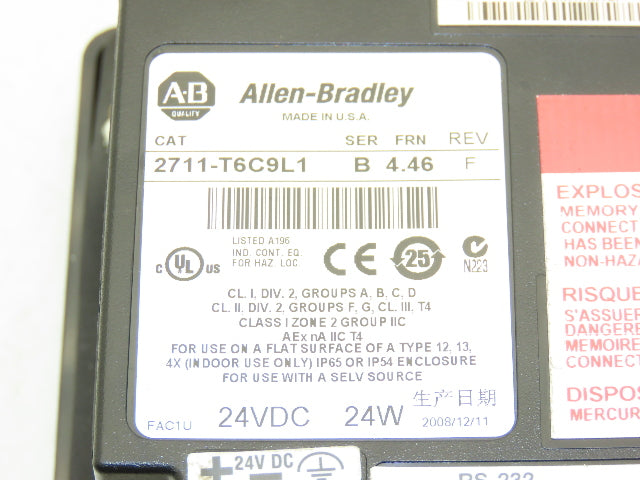 A-B
QUALITY
Allen-Bradley
MADE IN U.S.A.
CAT SER FRN REV
2711-T6C9L1 B 4.46 F
LISTED A196
IND. CONT. EQ.
FOR HAZ. LOC.
c UL us
CE
25
N223
CL. I, DIV. 2, GROUPS A, B, C, D
CL. II, DIV. 2, GROUPS F, G, CL. III, T4
CLASS I ZONE 2 GROUP IIC
AEx nA IIC T4
FOR USE ON A FLAT SURFACE OF A TYPE 12, 13,
4X (INDOOR USE ONLY) IP65 OR IP54 ENCLOSURE
FOR USE WITH A SELV SOURCE
生产日期
FAC1U 24VDC 24W 2008/12/11
24V DC
RS-232
EXPLOS
MEMORY
CONNECT
HAS BEEN
NON-HAZA
RISQUE
S'ASSUER
DANGERE
MEMOIRE
CONNECT
DISPOS
MERCUR